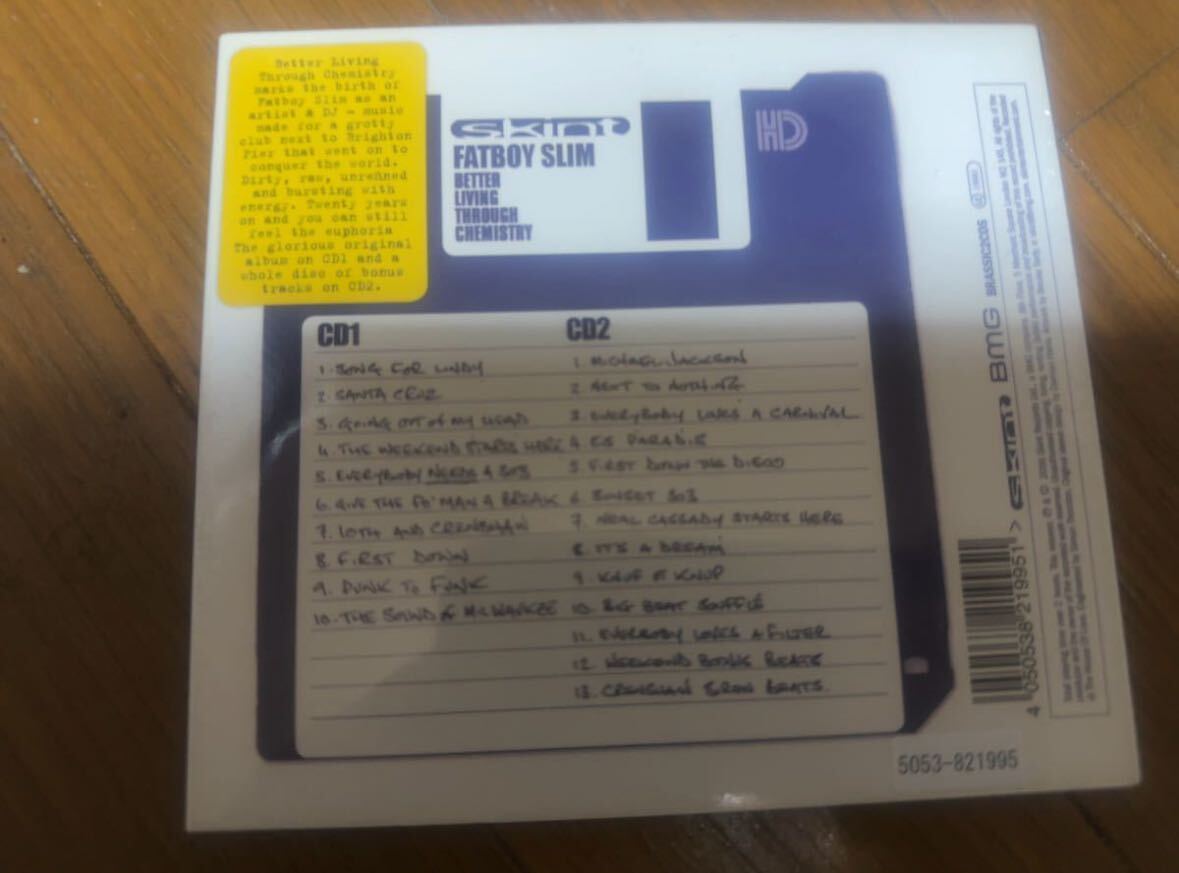 Better Living
Through Chemistry
marks the birth of
Fatboy Slim as an
artist & DJ - music
made for a grotty
club next to Brighton
Pier that went on to
conquer the world.
Dirty, raw, unrefined
and bursting with
energy. Twenty years
on and you can still
feel the euphoria
The glorious original
album on CD1 and a
whole disc of bonus
tracks on CD2.
skint
FATBOY SLIM
BETTER
LIVING
THROUGH
CHEMISTRY
HD
CD1
1. SONG FOR LINDY
2. SANTA CRUZ
3. GOING OUT OF MY HEAD
4. THE WEEKEND STARTS HERE
5. EVERYBODY NEEDS A 303
6. GIVE THE PO' MAN A BREAK
7. 10TH AND CRENSHAW
8. FIRST DOWN
9. PUNK TO FUNK
10. THE SOUND OF MILWAUKEE
CD2
1. MICHAEL JACKSON
2. NEXT TO NOTHING
3. EVERYBODY LOVES A CARNIVAL
4. ES PARADIS
5. FIRST DOWN THE DISCO
6. SUNSET 303
7. NEAL CASSADY STARTS HERE
8. IT'S A DREAM
9. KNUF OT KNUP
10. BIG BEAT SOUFFLÉ
11. EVERYBODY LOVES A FILTER
12. WEEKEND BONUS BEATS
13. CRENSHAW BEATS
skint BMG BRASSIC2CDS
4 050538 219951 >
5053-821995